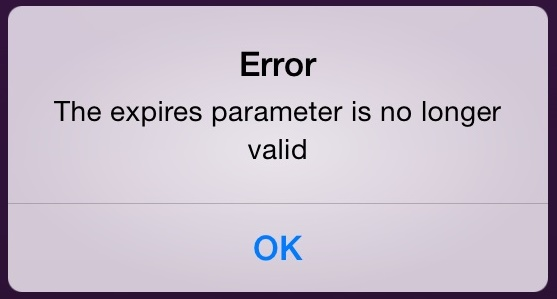 Error
The expires parameter is no longer
valid
OK